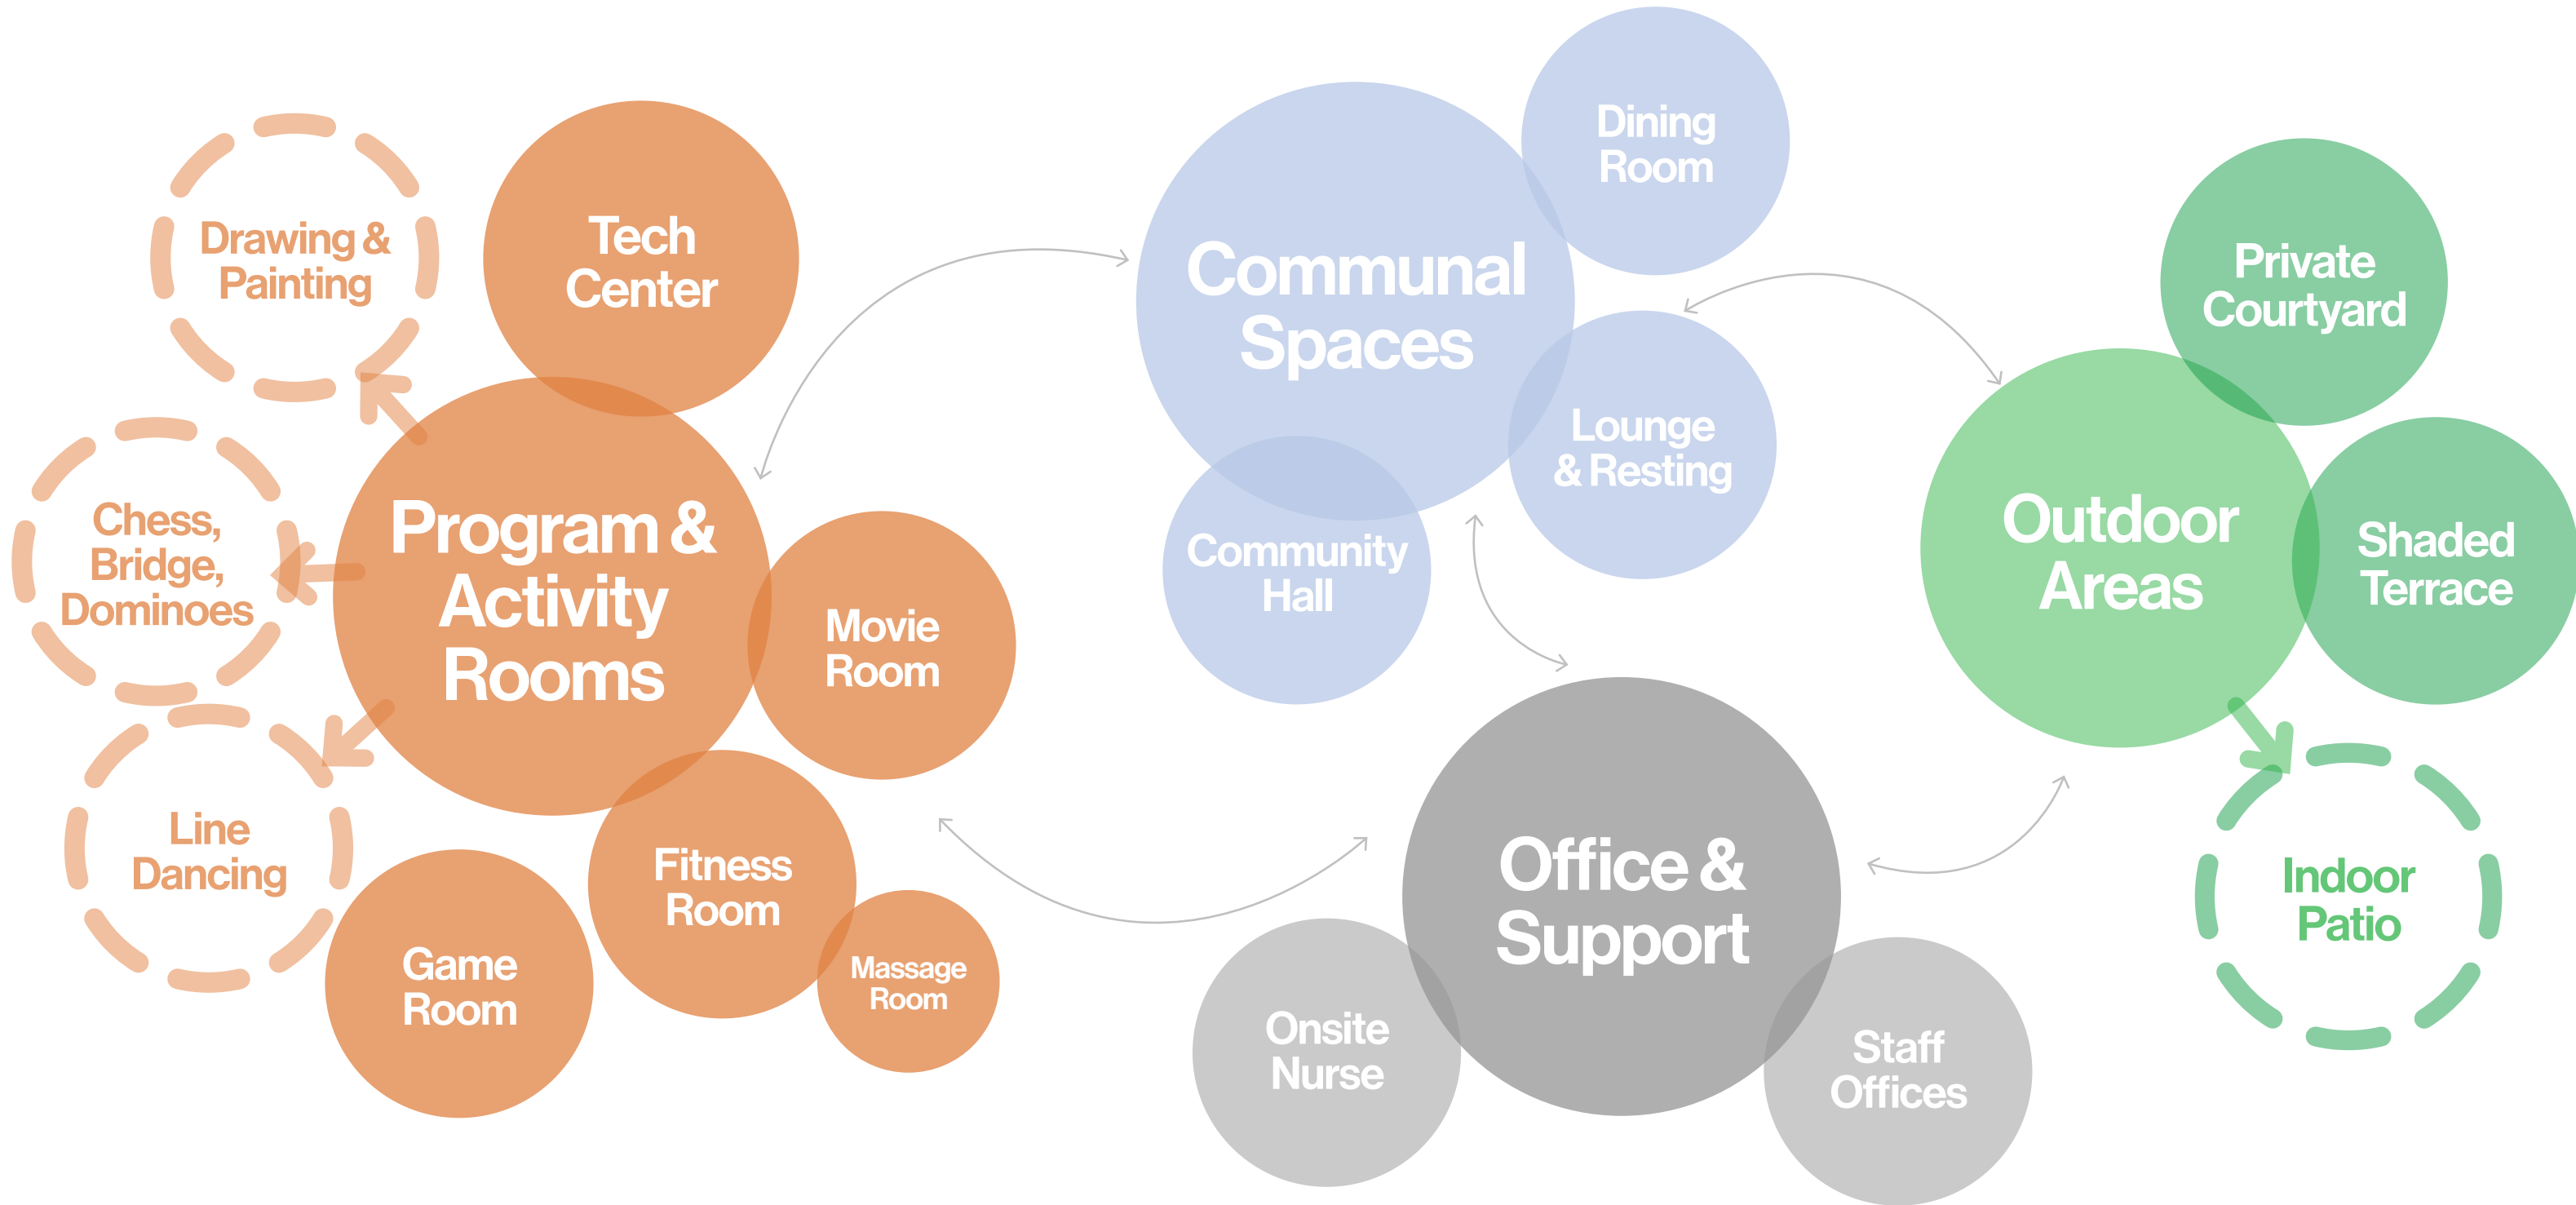 Drawing &
Painting
Tech
Center
Chess,
Bridge,
Dominoes
Program &
Activity
Rooms
Movie
Room
Line
Dancing
Game
Room
Fitness
Room
Massage
Room
Communal
Spaces
Dining
Room
Lounge
& Resting
Community
Hall
Office &
Support
Onsite
Nurse
Staff
Offices
Outdoor
Areas
Private
Courtyard
Shaded
Terrace
Indoor
Patio